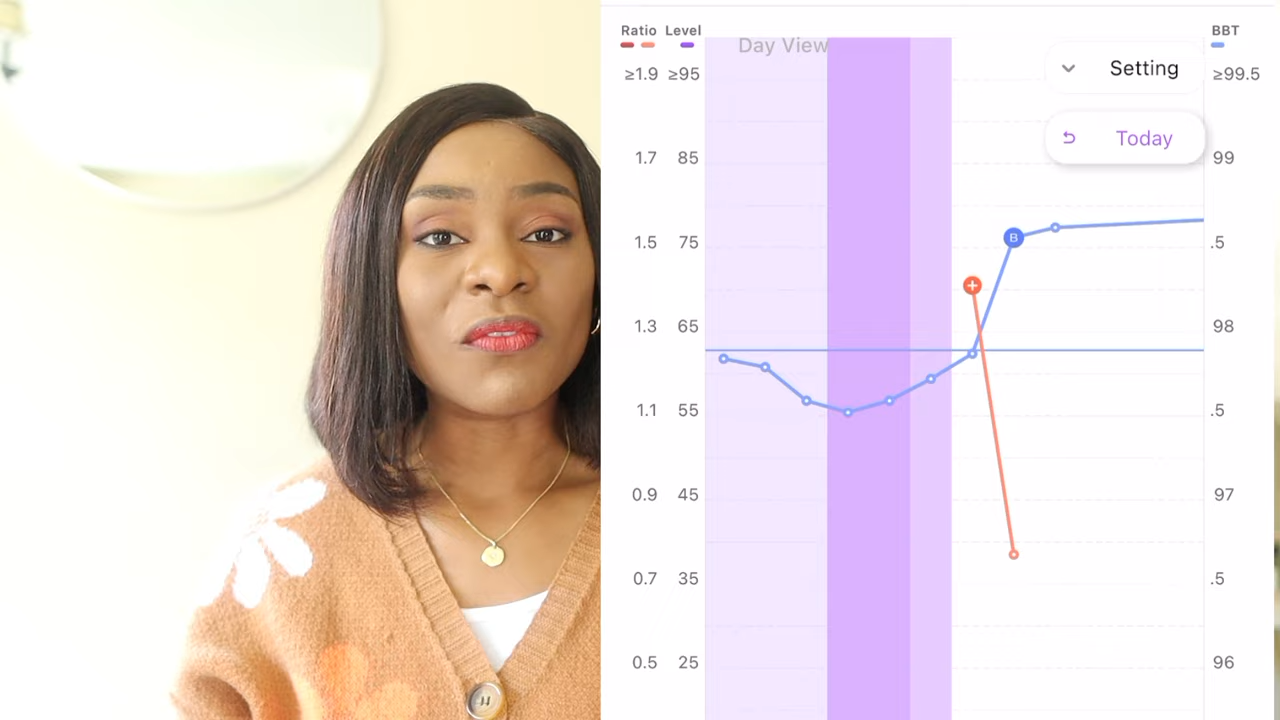 Ratio Level
BBT
Day View
Setting
≥1.9 ≥95
≥99.5
Today
1.7 85
99
1.5 75
.5
B
1.3 65
98
1.1 55
.5
0.9 45
97
0.7 35
.5
0.5 25
96